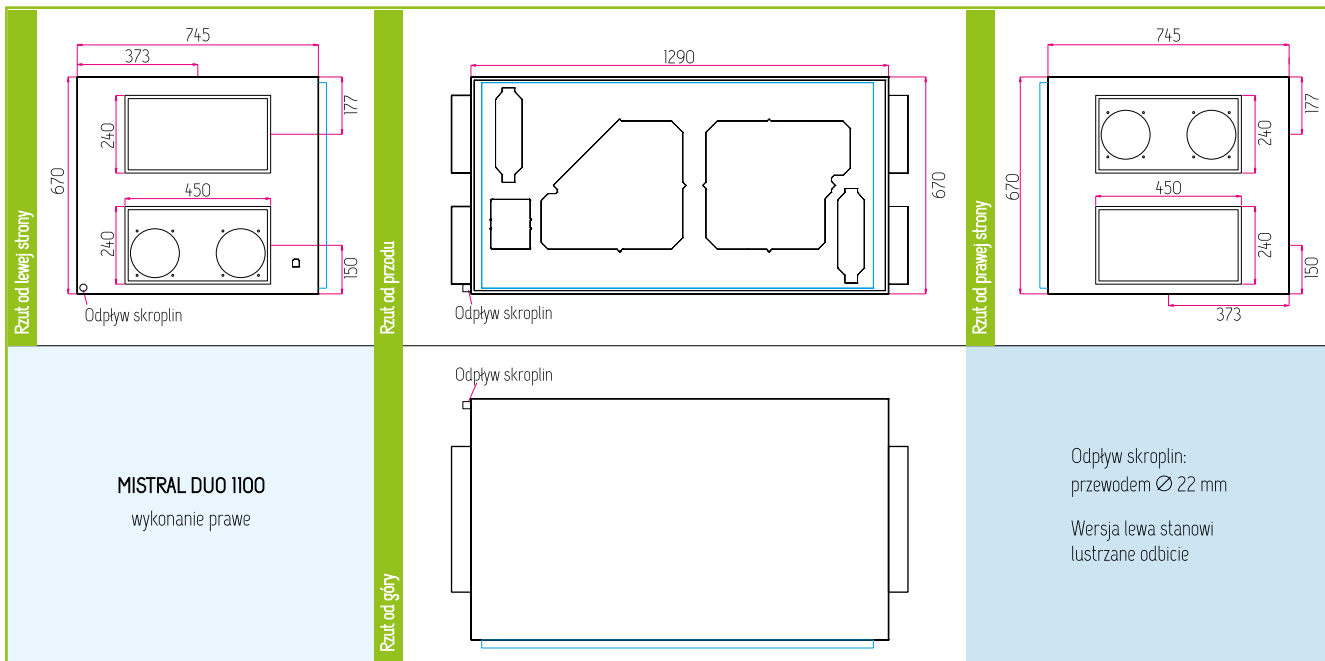 Rzut od lewej strony
745
373
177
240
670
450
240
150
Odpływ skroplin
Rzut od przodu
1290
670
Odpływ skroplin
Rzut od prawej strony
745
177
240
670
450
240
150
373
MISTRAL DUO 1100
wykonanie prawe
Rzut od góry
Odpływ skroplin
Odpływ skroplin:
przewodem ∅ 22 mm
Wersja lewa stanowi
lustrzane odbicie